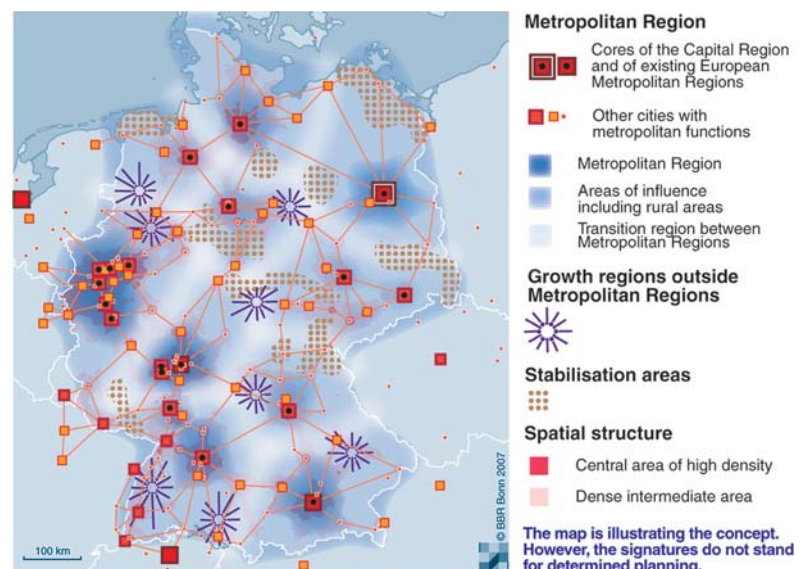 Metropolitan Region
Cores of the Capital Region
and of existing European
Metropolitan Regions
Other cities with
metropolitan functions
Metropolitan Region
Areas of influence
including rural areas
Transition region between
Metropolitan Regions
Growth regions outside
Metropolitan Regions
Stabilisation areas
Spatial structure
Central area of high density
Dense intermediate area
The map is illustrating the concept.
However, the signatures do not stand
for determined planning.
100 km
© BBR Bonn 2007